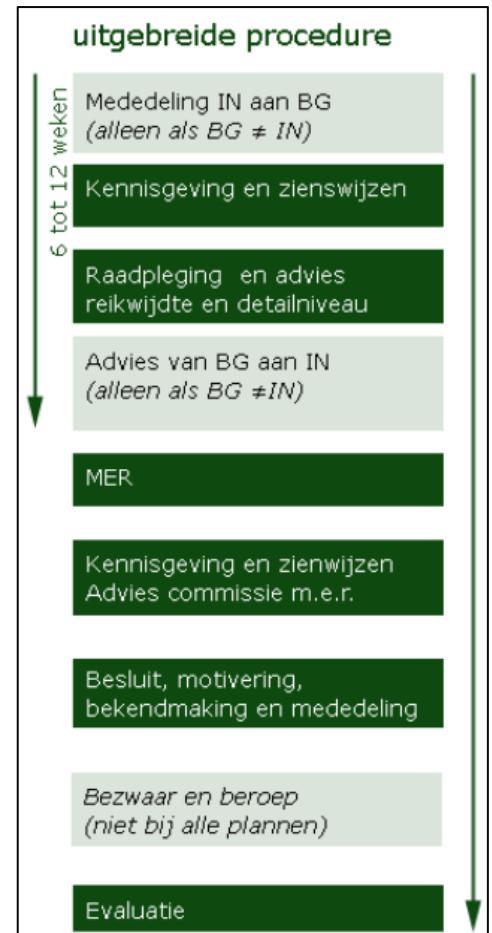 uitgebreide procedure
6 tot 12 weken
Mededeling IN aan BG
(alleen als BG ≠ IN)
Kennisgeving en zienswijzen
Raadpleging en advies
reikwijdte en detailniveau
Advies van BG aan IN
(alleen als BG ≠IN)
MER
Kennisgeving en zienwijzen
Advies commissie m.e.r.
Besluit, motivering,
bekendmaking en mededeling
Bezwaar en beroep
(niet bij alle plannen)
Evaluatie